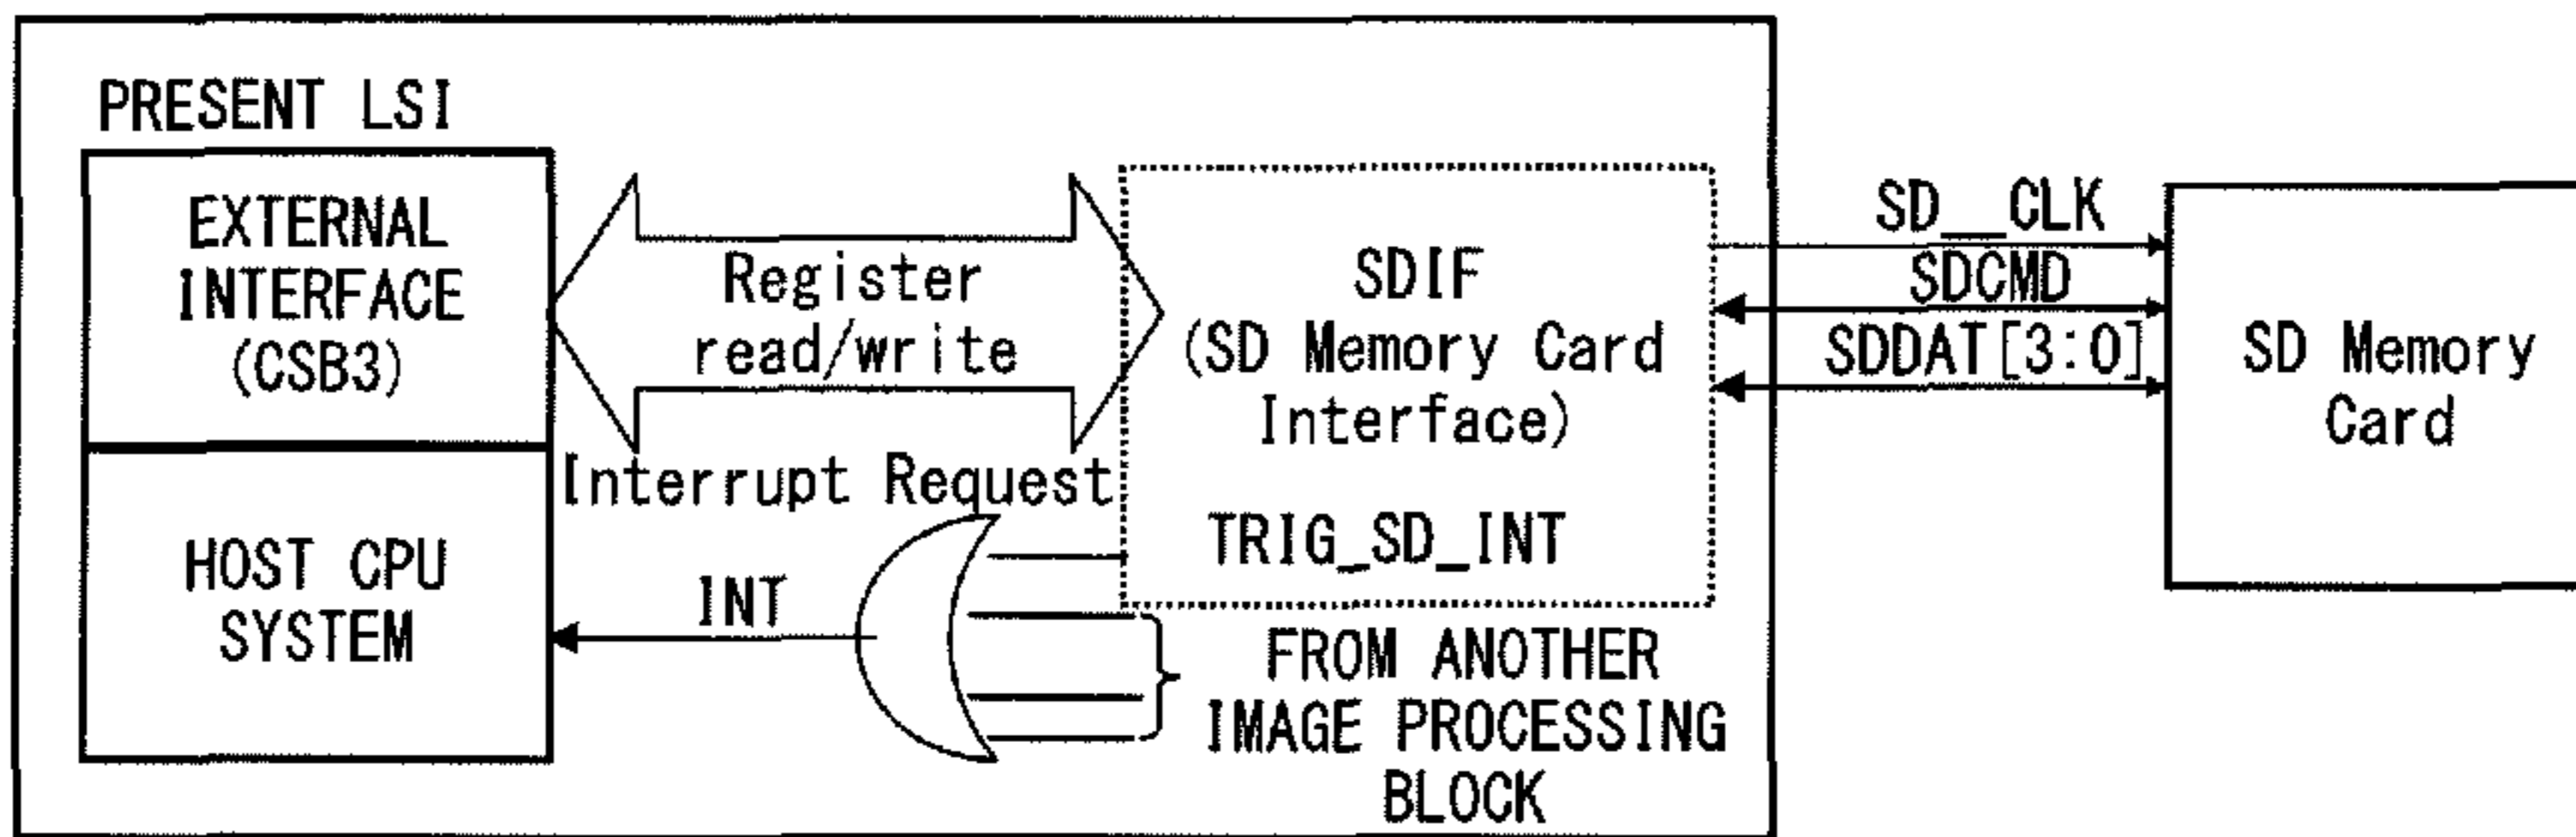 PRESENT LSI
EXTERNAL
INTERFACE
(CSB3)
HOST CPU
SYSTEM
Register
read/write
Interrupt Request
INT
SDIF
(SD Memory Card
Interface)
TRIG_SD_INT
FROM ANOTHER
IMAGE PROCESSING
BLOCK
SD__CLK
SDCMD
SDDAT[3:0]
SD Memory
Card